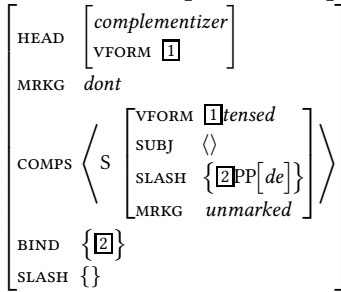 HEAD [complementizer
VFORM 1]
MRKG dont
COMPS ⟨ S [VFORM 1 tensed
SUBJ ⟨⟩
SLASH {2 PP[de]}
MRKG unmarked] ⟩
BIND {2}
SLASH {}